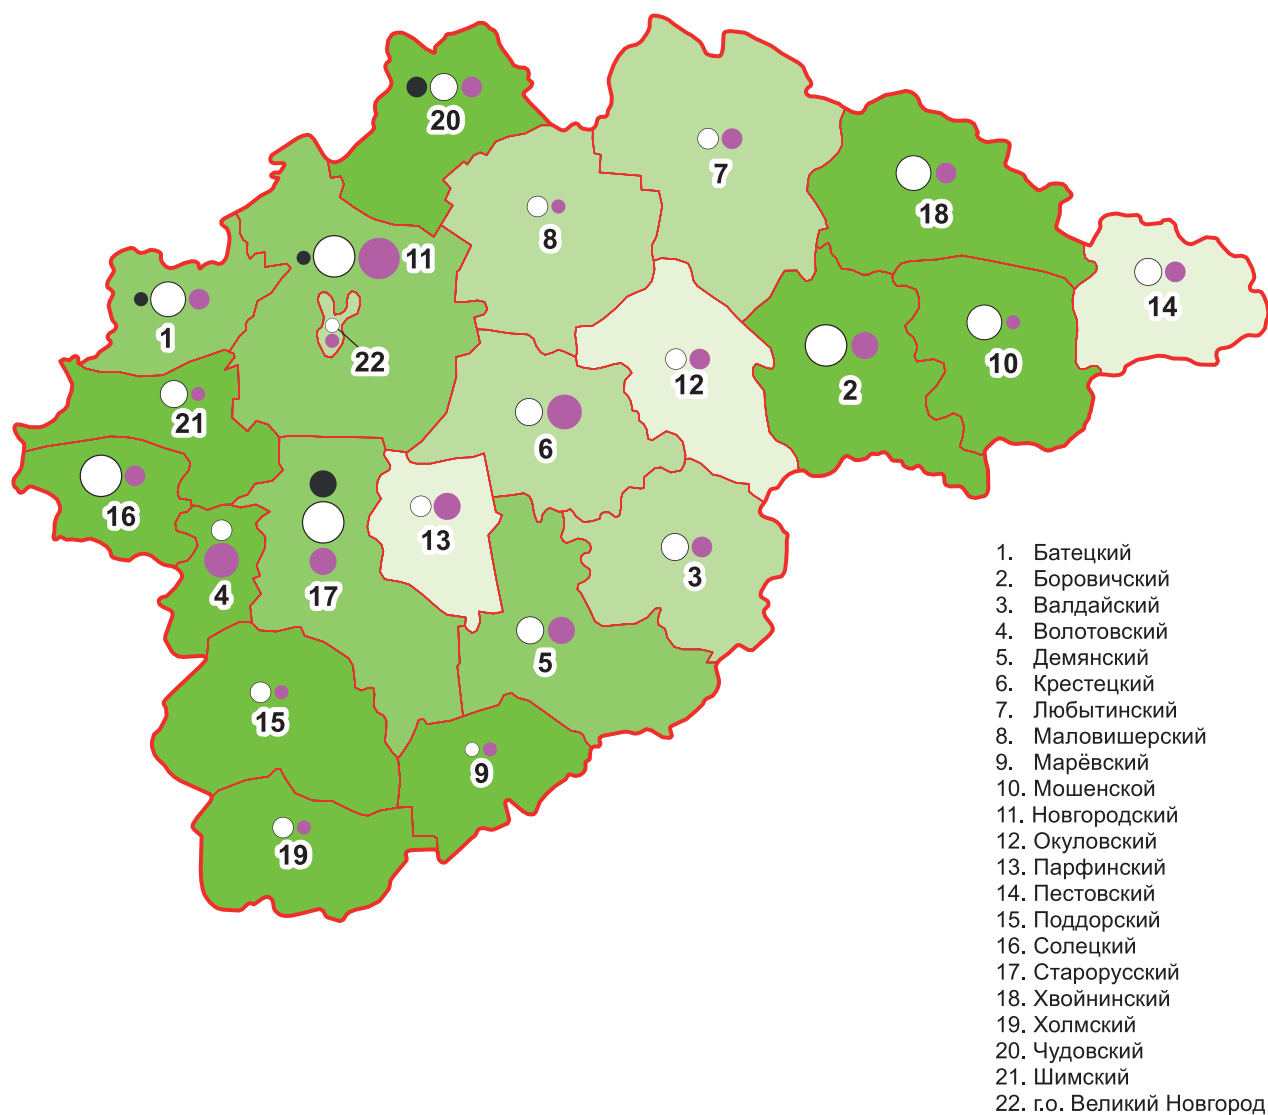 20
7
18
8
11
14
1
22
12
10
2
21
6
16
13
3
4
17
5
15
9
19
1. Батецкий
2. Боровичский
3. Валдайский
4. Волотовский
5. Демянский
6. Крестецкий
7. Любытинский
8. Маловишерский
9. Марёвский
10. Мошенской
11. Новгородский
12. Окуловский
13. Парфинский
14. Пестовский
15. Поддорский
16. Солецкий
17. Старорусский
18. Хвойнинский
19. Холмский
20. Чудовский
21. Шимский
22. г.о. Великий Новгород